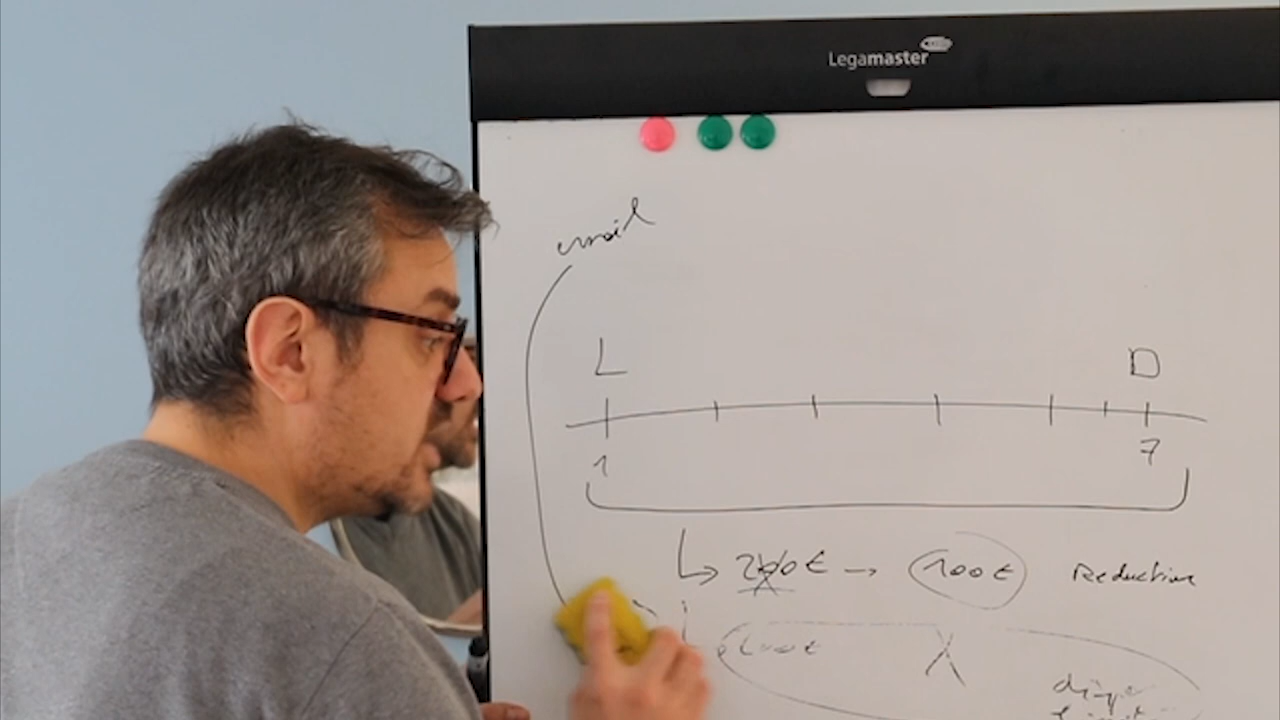 Legamaster
email
L D
1 7
200€ → 100€ Reduction